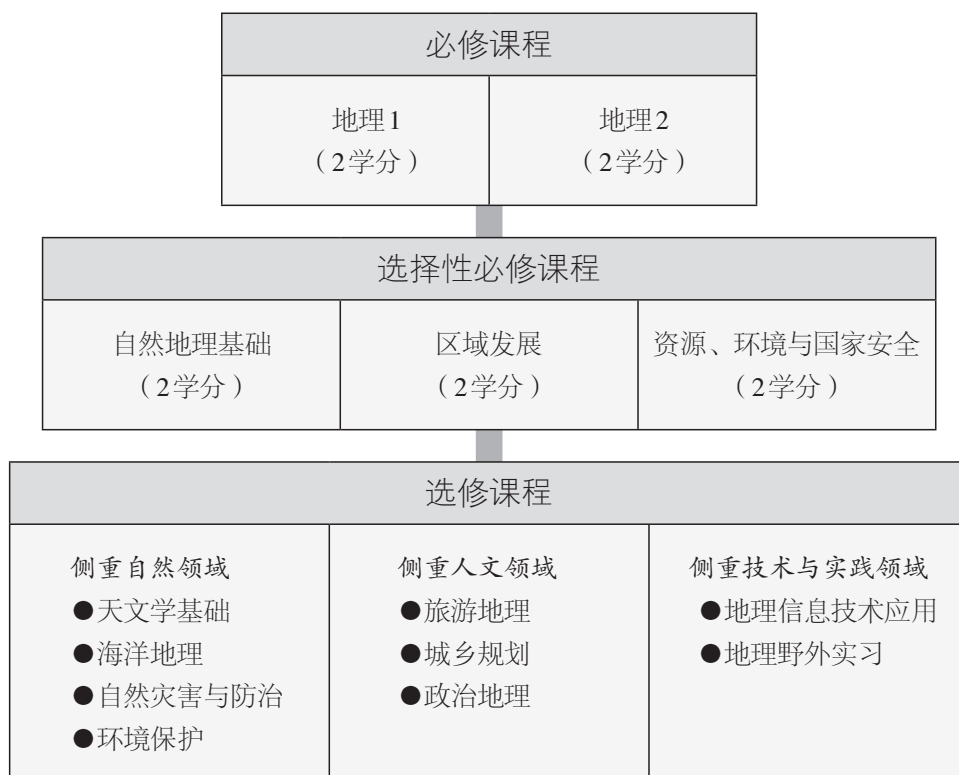 必修课程
地理1
（2学分）
地理2
（2学分）
选择性必修课程
自然地理基础
（2学分）
区域发展
（2学分）
资源、环境与国家安全
（2学分）
选修课程
侧重自然领域
●天文学基础
●海洋地理
●自然灾害与防治
●环境保护
侧重人文领域
●旅游地理
●城乡规划
●政治地理
侧重技术与实践领域
●地理信息技术应用
●地理野外实习